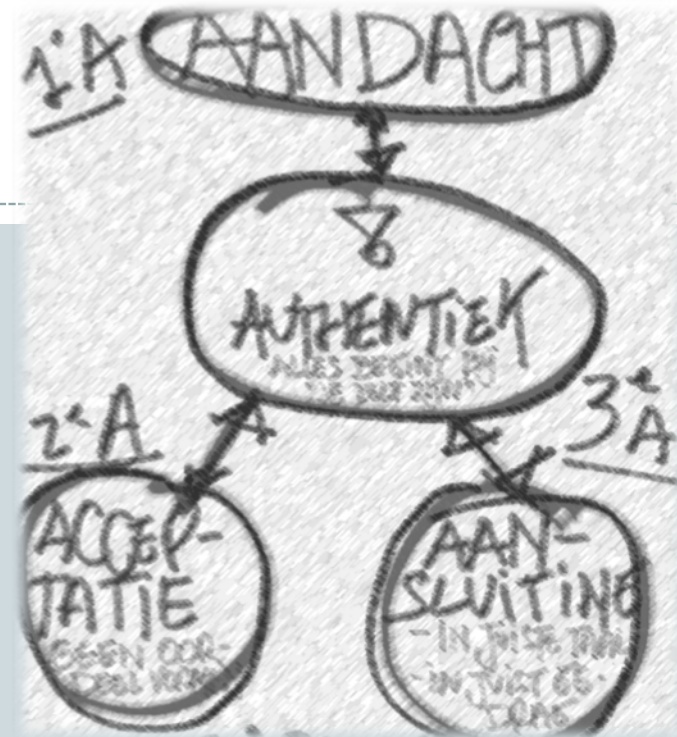 1e A
AANDACHT
AUTHENTIEK
ALLES BEGINT BIJ
2e A
3e A
ACCEP-
TATIE
GEEN OOR-
DEEL
AAN-
SLUITING
- IN JUISTE
- IN JUIST GE-
DRAG